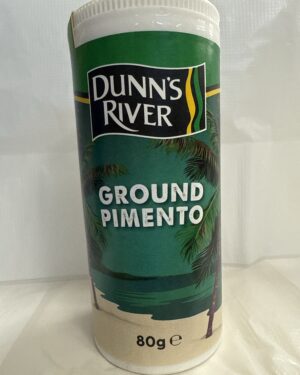 DUNN'S
RIVER
GROUND
PIMENTO
80g e